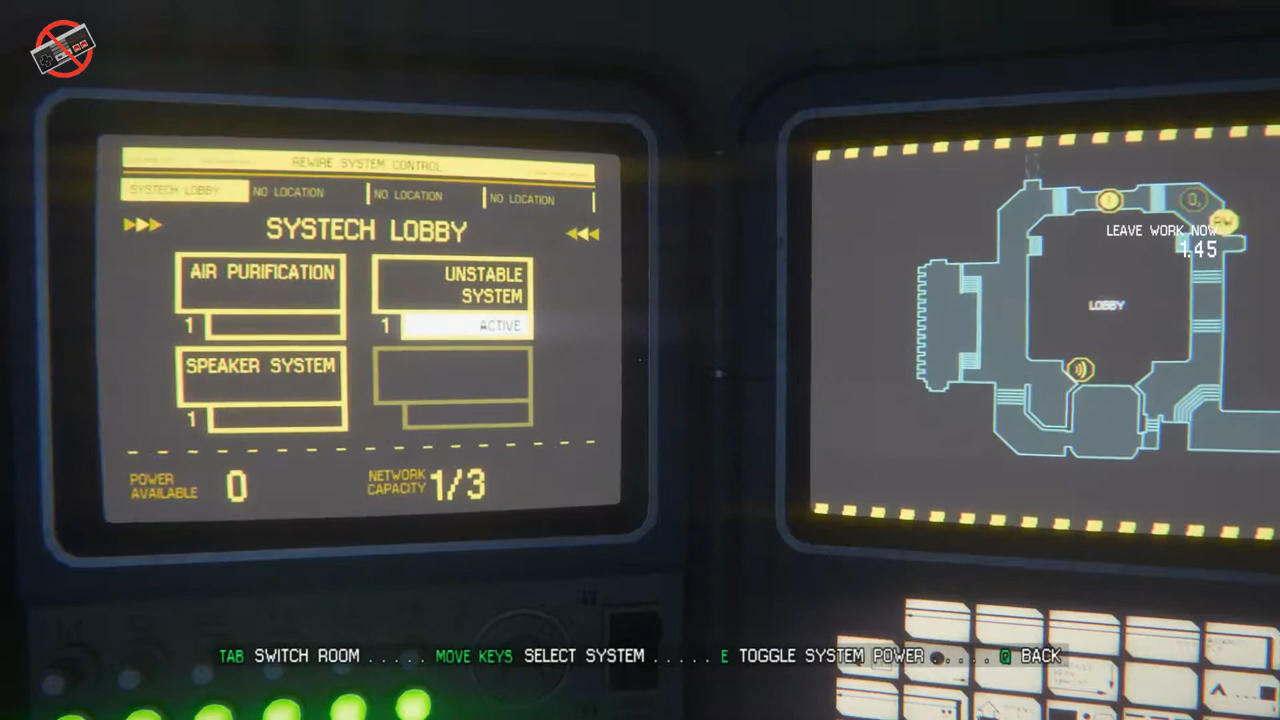 REWIRE SYSTEM CONTROL
SYSTECH LOBBY
NO LOCATION
NO LOCATION
NO LOCATION
SYSTECH LOBBY
AIR PURIFICATION
1
UNSTABLE
SYSTEM
1 ACTIVE
SPEAKER SYSTEM
1
POWER
AVAILABLE 0
NETWORK
CAPACITY 1/3
LEAVE WORK NOW
1.45
LOBBY
TAB SWITCH ROOM ..... MOVE KEYS SELECT SYSTEM ..... E TOGGLE SYSTEM POWER ..... Q BACK